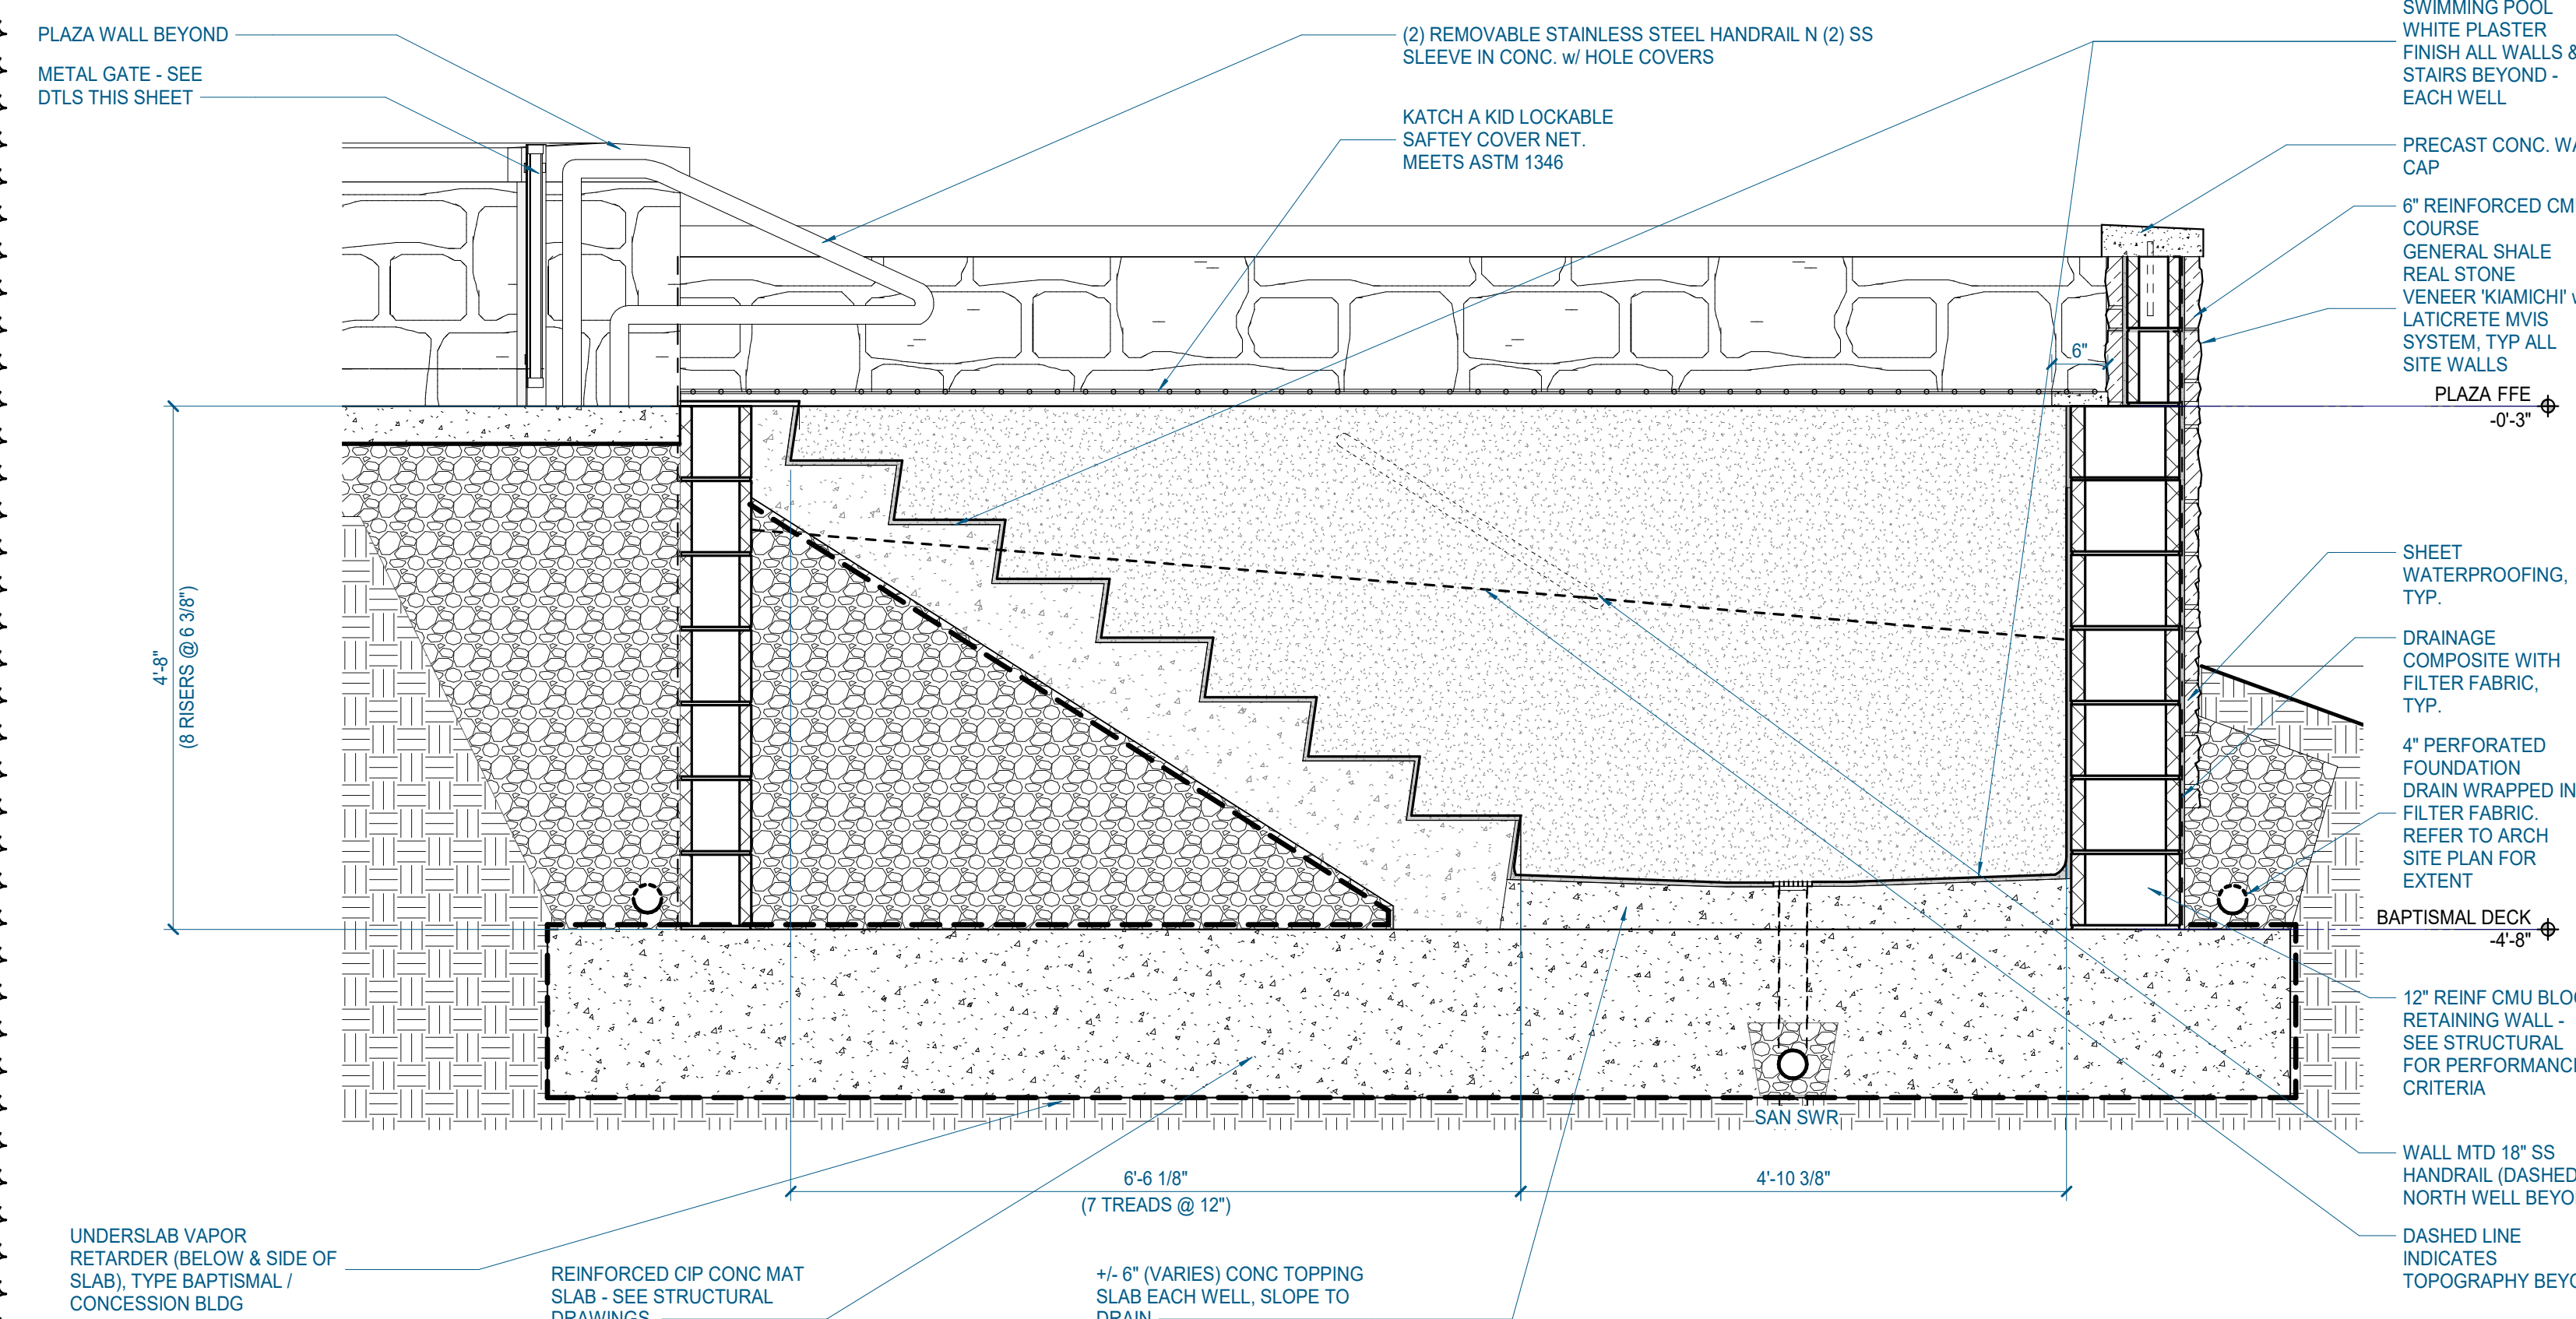 PLAZA WALL BEYOND
METAL GATE - SEE
DTLS THIS SHEET
(2) REMOVABLE STAINLESS STEEL HANDRAIL N (2) SS
SLEEVE IN CONC. w/ HOLE COVERS
KATCH A KID LOCKABLE
SAFTEY COVER NET.
MEETS ASTM 1346
SWIMMING POOL
WHITE PLASTER
FINISH ALL WALLS &
STAIRS BEYOND -
EACH WELL
PRECAST CONC.
CAP
6" REINFORCED
COURSE
GENERAL SHALE
REAL STONE
VENEER 'KIAMICHI'
LATICRETE MVIS
SYSTEM, TYP ALL
SITE WALLS
6"
PLAZA FFE
-0'-3"
4'-8"
(8 RISERS @ 6 3/8")
SHEET
WATERPROOFING,
TYP.
DRAINAGE
COMPOSITE WITH
FILTER FABRIC,
TYP.
4" PERFORATED
FOUNDATION
DRAIN WRAPPED IN
FILTER FABRIC.
REFER TO ARCH
SITE PLAN FOR
EXTENT
BAPTISMAL DECK
-4'-8"
12" REINF CMU
RETAINING WALL -
SEE STRUCTURAL
FOR PERFORMANCE
CRITERIA
SAN SWR
WALL MTD 18" SS
HANDRAIL (DASHED
NORTH WELL
6'-6 1/8"
(7 TREADS @ 12")
4'-10 3/8"
DASHED LINE
INDICATES
TOPOGRAPHY
UNDERSLAB VAPOR
RETARDER (BELOW & SIDE OF
SLAB), TYPE BAPTISMAL /
CONCESSION BLDG
REINFORCED CIP CONC MAT
SLAB - SEE STRUCTURAL
DRAWINGS
+/- 6" (VARIES) CONC TOPPING
SLAB EACH WELL, SLOPE TO
DRAIN